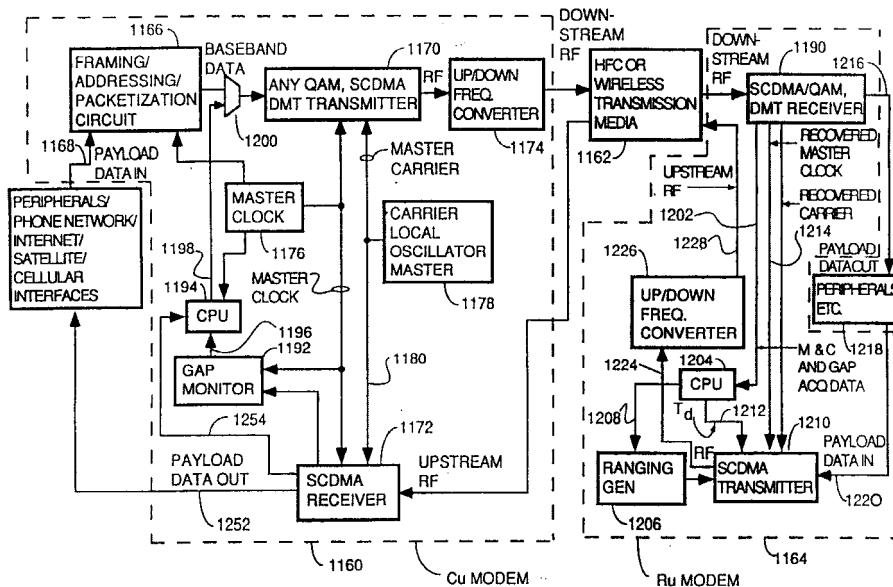 1166
FRAMING/
ADDRESSING/
PACKETIZATION
CIRCUIT
BASEBAND
DATA
1200
1170
ANY QAM, SCDMA
DMT TRANSMITTER
RF
UP/DOWN
FREQ.
CONVERTER
1174
DOWN-
STREAM
RF
HFC OR
WIRELESS
TRANSMISSION
MEDIA
1162
DOWN-
STREAM
RF
1190
SCDMA/QAM,
DMT RECEIVER
1216
1168
PAYLOAD
DATA IN
PERIPHERALS/
PHONE NETWORK/
INTERNET/
SATELLITE/
CELLULAR
INTERFACES
MASTER
CLOCK
1176
MASTER
CARRIER
CARRIER
LOCAL
OSCILLATOR
MASTER
1178
1198
1194
CPU
MASTER
CLOCK
1196
1192
GAP
MONITOR
1180
1254
1172
SCDMA
RECEIVER
UPSTREAM
RF
PAYLOAD
DATA OUT
1252
1160
Cu MODEM
UPSTREAM
RF
1202
1228
RECOVERED
MASTER
CLOCK
RECOVERED
CARRIER
1214
1226
UP/DOWN
FREQ.
CONVERTER
PAYLOAD
DATAOUT
PERIPHERALS
ETC.
1218
M & C
AND GAP
ACQ DATA
1224
1204
CPU
1208
Td
1212
1210
RF
RANGING
GEN
1206
SCDMA
TRANSMITTER
PAYLOAD
DATA IN
1220
1164
Ru MODEM